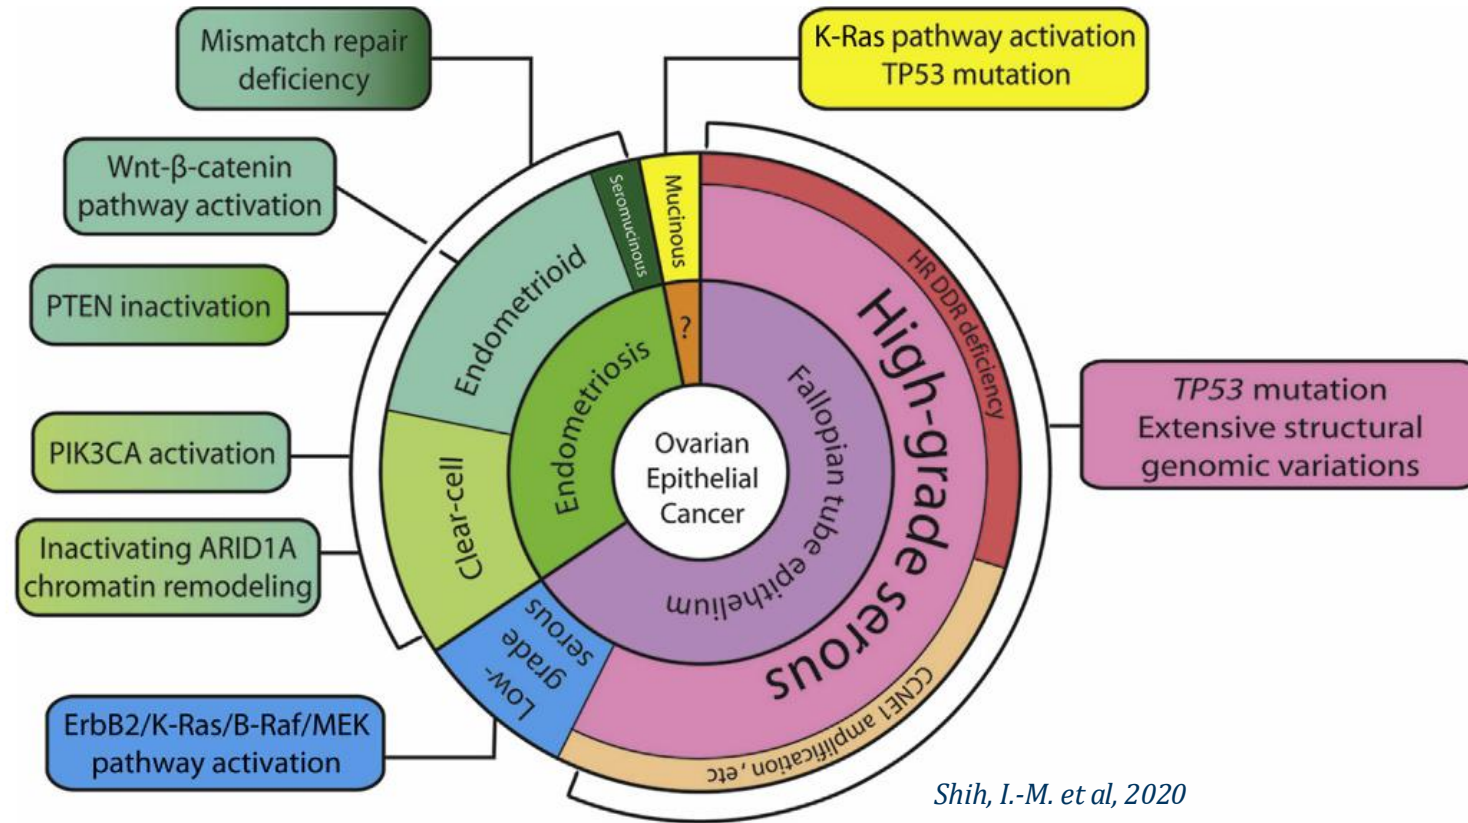 Mismatch repair
deficiency
K-Ras pathway activation
TP53 mutation
Wnt-β-catenin
pathway activation
PTEN inactivation
PIK3CA activation
Inactivating ARID1A
chromatin remodeling
ErbB2/K-Ras/B-Raf/MEK
pathway activation
TP53 mutation
Extensive structural
genomic variations
Seromucinous
Mucinous
Endometrioid
Clear-cell
Low-
grade
serous
High-grade serous
HR DDR deficiency
CCNE1 amplification, etc
Endometriosis
?
Fallopian tube epithelium
Ovarian
Epithelial
Cancer
Shih, I.-M. et al, 2020